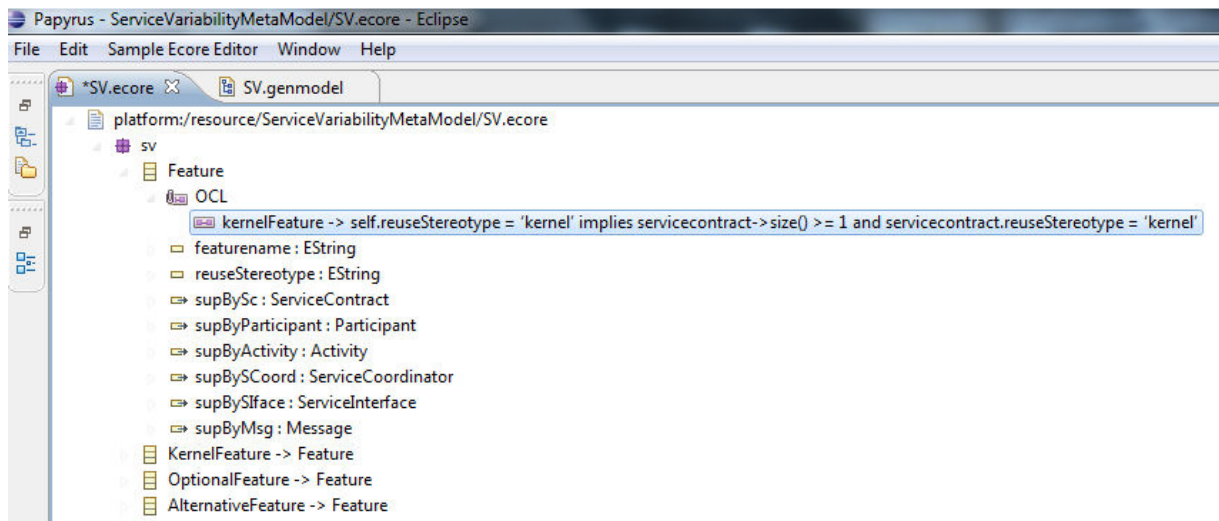 Papyrus - ServiceVariabilityMetaModel/SV.ecore - Eclipse
File Edit Sample Ecore Editor Window Help
*SV.ecore SV.genmodel
platform:/resource/ServiceVariabilityMetaModel/SV.ecore
sv
Feature
OCL
kernelFeature -> self.reuseStereotype = ‘kernel’ implies servicecontract->size() >= 1 and servicecontract.reuseStereotype = ‘kernel’
featurename : EString
reuseStereotype : EString
supBySc : ServiceContract
supByParticipant : Participant
supByActivity : Activity
supBySCoord : ServiceCoordinator
supBySIface : ServiceInterface
supByMsg : Message
KernelFeature -> Feature
OptionalFeature -> Feature
AlternativeFeature -> Feature